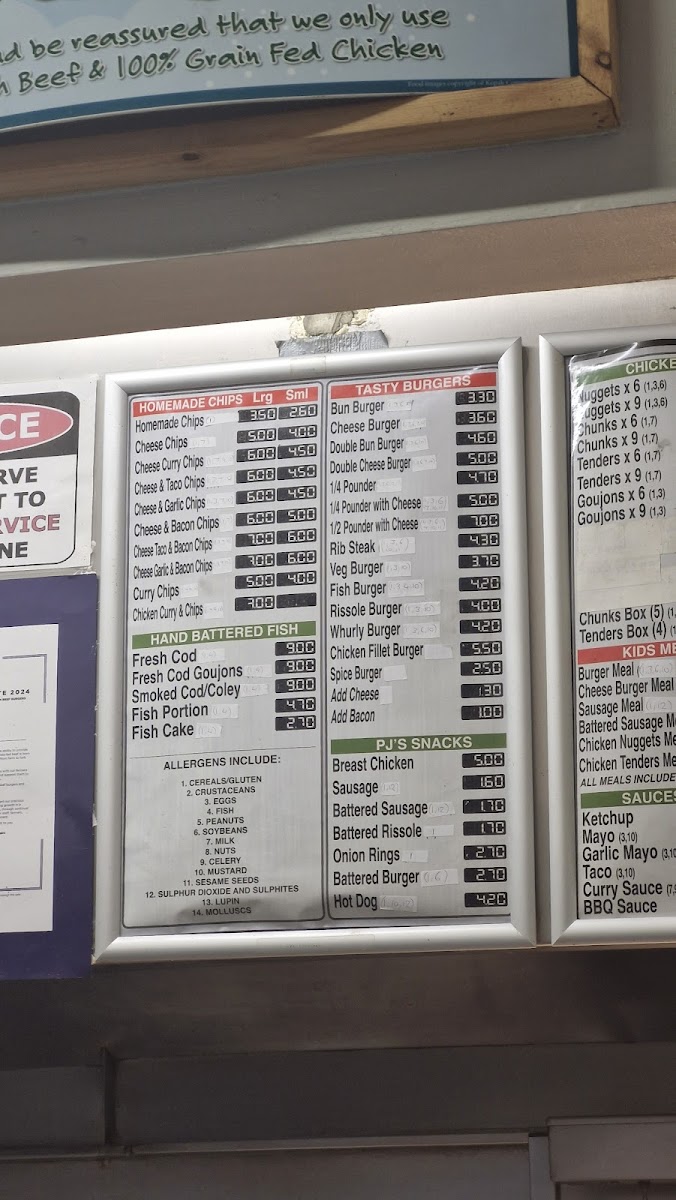 nd be reassured that we only use
h Beef & 100% Grain Fed Chicken
CE
RVE
T TO
RVICE
NE
TE 2024
HOMEMADE CHIPS Lrg Sml
Homemade Chips 3.50 2.60
Cheese Chips 5.00 4.00
Cheese Curry Chips 6.00 4.50
Cheese & Taco Chips 6.00 4.50
Cheese & Garlic Chips 6.00 4.50
Cheese & Bacon Chips 6.00 5.00
Cheese Taco & Bacon Chips 7.00 6.00
Cheese Garlic & Bacon Chips 7.00 6.00
Curry Chips 5.00 4.00
Chicken Curry & Chips 7.00
HAND BATTERED FISH
Fresh Cod 9.00
Fresh Cod Goujons 9.00
Smoked Cod/Coley 9.00
Fish Portion 4.70
Fish Cake 2.70
ALLERGENS INCLUDE:
1. CEREALS/GLUTEN
2. CRUSTACEANS
3. EGGS
4. FISH
5. PEANUTS
6. SOYBEANS
7. MILK
8. NUTS
9. CELERY
10. MUSTARD
11. SESAME SEEDS
12. SULPHUR DIOXIDE AND SULPHITES
13. LUPIN
14. MOLLUSCS
TASTY BURGERS
Bun Burger 3.30
Cheese Burger 3.60
Double Bun Burger 4.60
Double Cheese Burger 5.00
1/4 Pounder 4.70
1/4 Pounder with Cheese 5.00
1/2 Pounder with Cheese 7.00
Rib Steak 4.30
Veg Burger 3.70
Fish Burger 4.20
Rissole Burger 4.00
Whurly Burger 4.20
Chicken Fillet Burger 5.50
Spice Burger 2.50
Add Cheese 1.30
Add Bacon 1.00
PJ'S SNACKS
Breast Chicken 5.00
Sausage 1.60
Battered Sausage 1.70
Battered Rissole 1 1.70
Onion Rings 1 2.70
Battered Burger 2.70
Hot Dog 4.20
CHICKE
Nuggets x 6 (1,3,6)
Nuggets x 9 (1,3,6)
Chunks x 6 (1,7)
Chunks x 9 (1,7)
Tenders x 6 (1,7)
Tenders x 9 (1,7)
Goujons x 6 (1,3)
Goujons x 9 (1,3)
Chunks Box (5) (1,
Tenders Box (4) (1
KIDS ME
Burger Meal
Cheese Burger Meal
Sausage Meal
Battered Sausage M
Chicken Nuggets Me
Chicken Tenders Me
ALL MEALS INCLUDE
SAUCES
Ketchup
Mayo (3,10)
Garlic Mayo (3,10
Taco (3,10)
Curry Sauce (7,9
BBQ Sauce